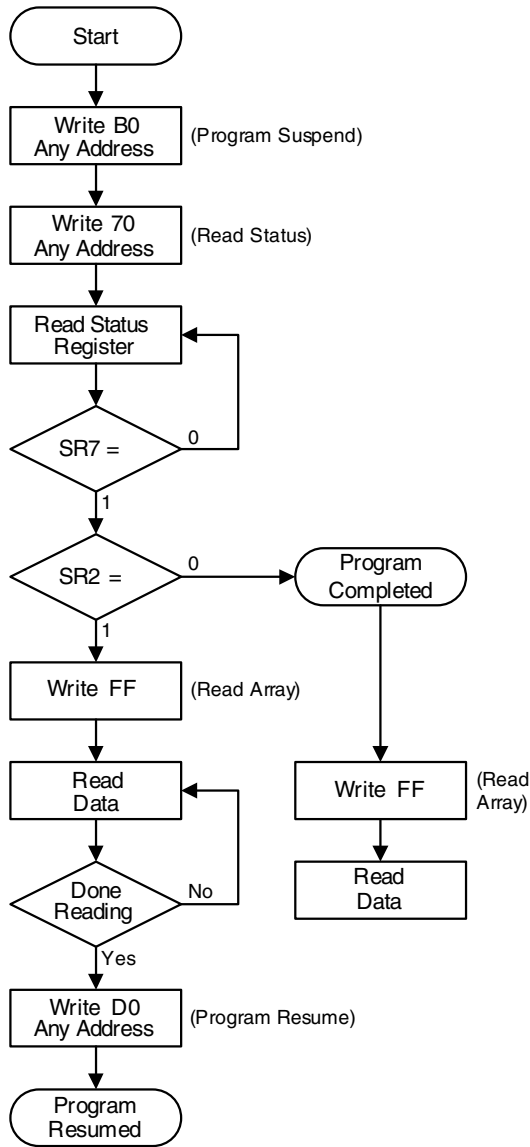 Start
Write B0
Any Address
(Program Suspend)
Write 70
Any Address
(Read Status)
Read Status
Register
SR7 =
0
1
SR2 =
0
Program
Completed
1
Write FF
(Read Array)
Read
Data
Write FF
(Read
Array)
Done
Reading
No
Read
Data
Yes
Write D0
Any Address
(Program Resume)
Program
Resumed